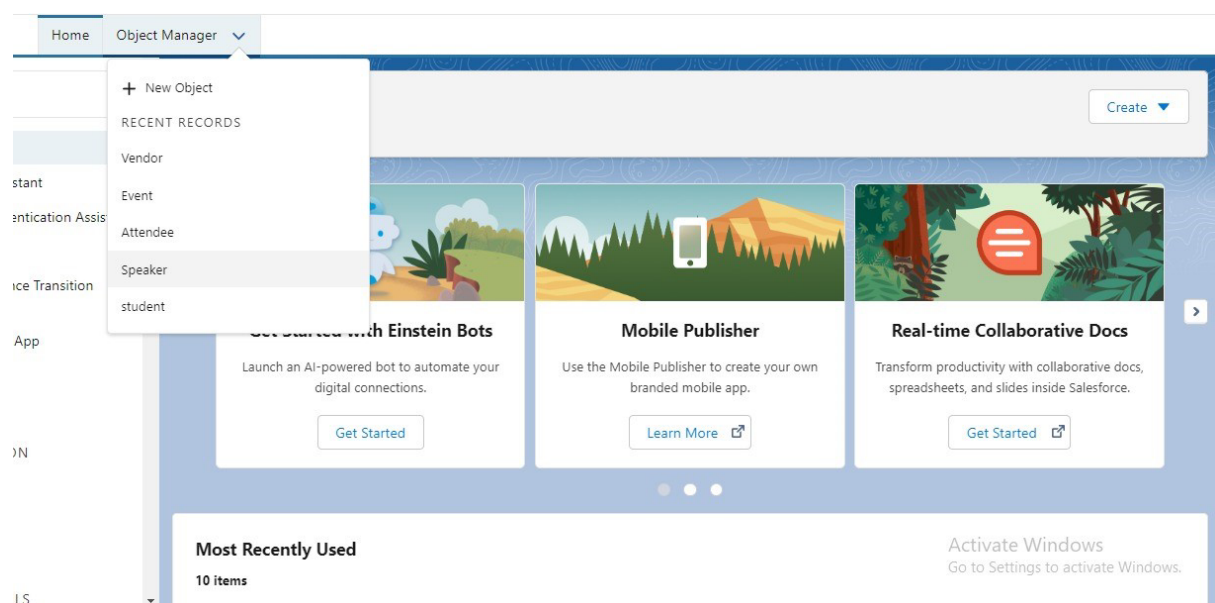 Home Object Manager
+ New Object
RECENT RECORDS
Vendor
Event
Attendee
Speaker
student
Create
stant
entication Assis
nce Transition
App
ON
LS
Get Started with Einstein Bots
Launch an AI-powered bot to automate your
digital connections.
Get Started
Mobile Publisher
Use the Mobile Publisher to create your own
branded mobile app.
Learn More
Real-time Collaborative Docs
Transform productivity with collaborative docs,
spreadsheets, and slides inside Salesforce.
Get Started
Most Recently Used
10 items
Activate Windows
Go to Settings to activate Windows.